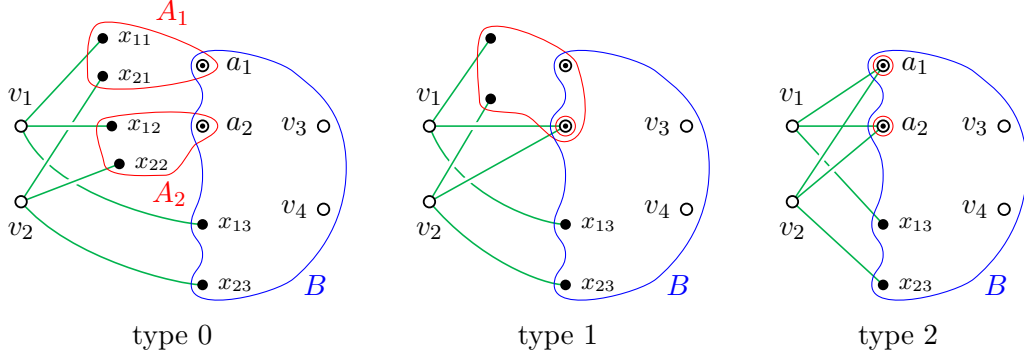 A₁
x₁₁
x₂₁
a₁
v₁
x₁₂
a₂
v₃
x₂₂
A₂
v₂
v₄
x₁₃
x₂₃
B
type 0
v₁
v₃
v₂
v₄
x₁₃
x₂₃
B
type 1
a₁
v₁
a₂
v₃
v₂
v₄
x₁₃
x₂₃
B
type 2